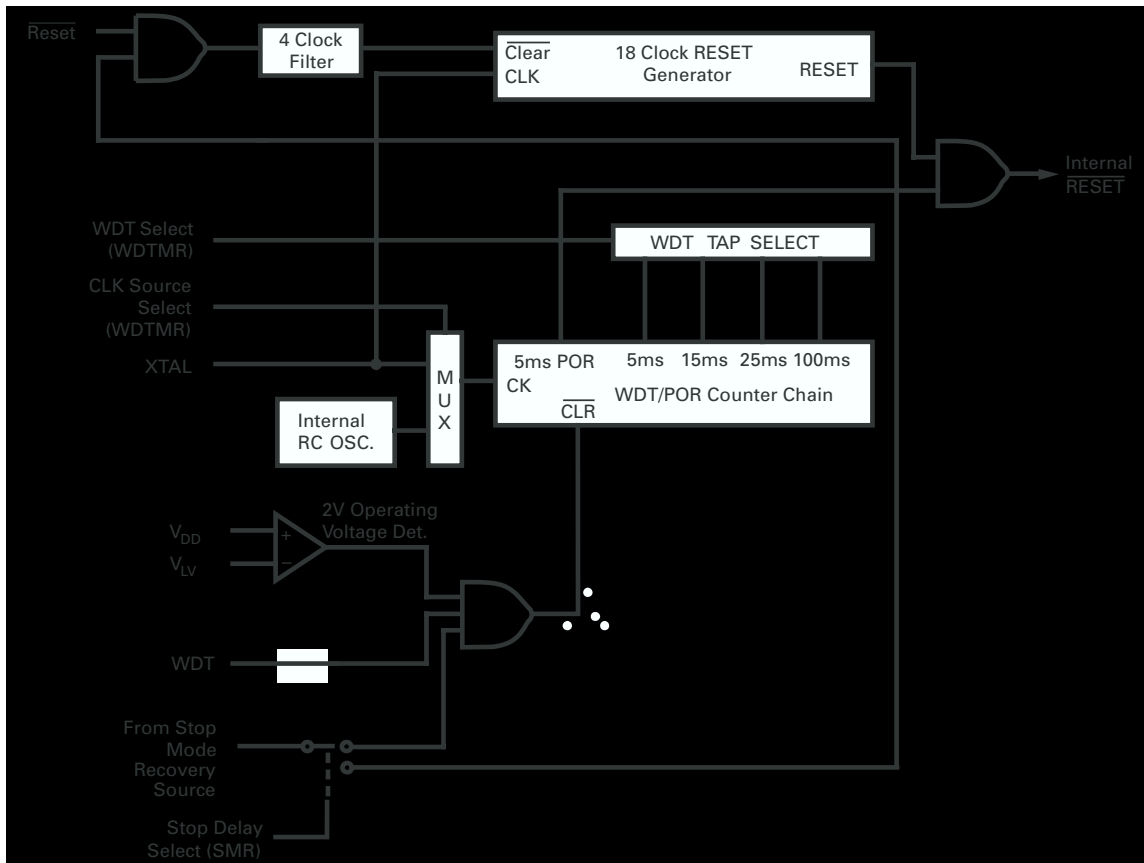 Reset
4 Clock
Filter
Clear
CLK
18 Clock RESET
Generator
RESET
Internal
RESET
WDT Select
(WDTMR)
WDT TAP SELECT
CLK Source
Select
(WDTMR)
XTAL
M
U
X
5ms POR
5ms
15ms
25ms
100ms
CK
CLR
WDT/POR Counter Chain
Internal
RC OSC.
2V Operating
Voltage Det.
VDD
+
VLV
−
WDT
From Stop
Mode
Recovery
Source
Stop Delay
Select (SMR)